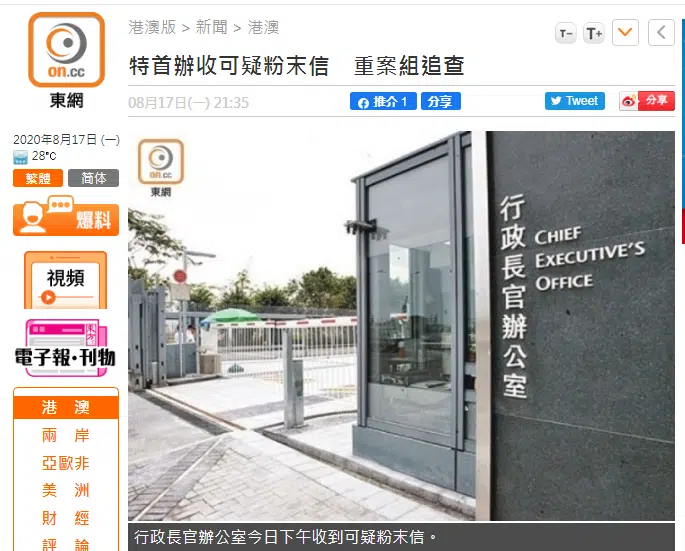 on.cc
東網
2020年8月17日 (一)
28℃
繁體
简体
爆料
視頻
電子報·刊物
港 澳
兩 岸
亞歐非
美 洲
財 經
評 論
港澳版 > 新聞 > 港澳
T- T+
特首辦收可疑粉末信 重案組追查
08月17日(一) 21:35
推介 1
分享
Tweet
分享
on.cc
東網
行政長官辦公室
CHIEF
EXECUTIVE'S
OFFICE
行政長官辦公室今日下午收到可疑粉末信。